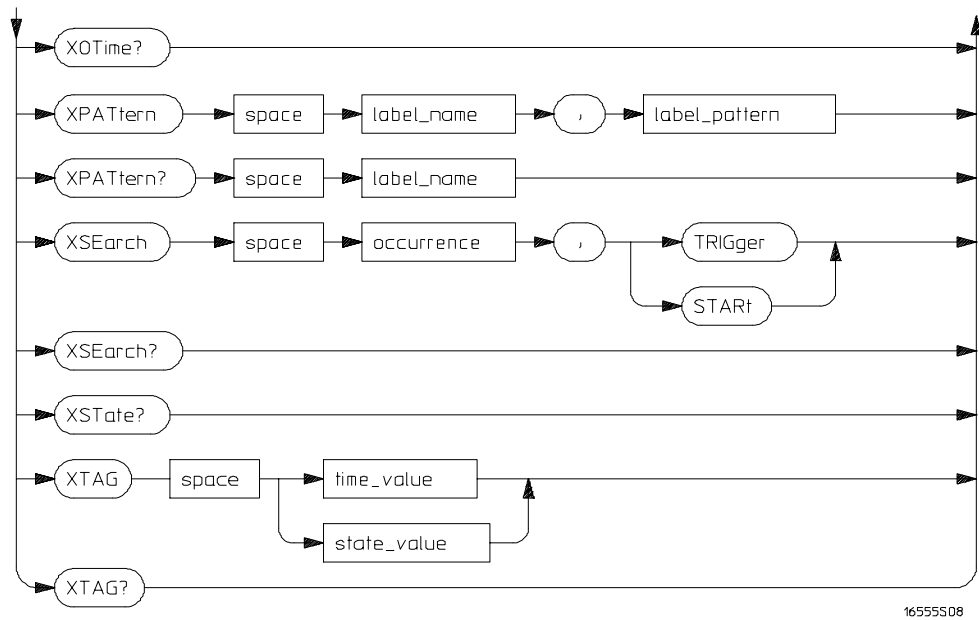 XOTime?
XPATtern space label_name , label_pattern
XPATtern? space label_name
XSEarch space occurrence , TRIGger
STARt
XSEarch?
XSTate?
XTAG space time_value
state_value
XTAG?
16555S08